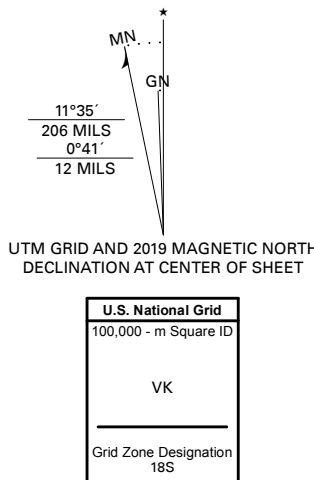 ★
MN
GN
11°35´
206 MILS
0°41´
12 MILS
UTM GRID AND 2019 MAGNETIC NORTH
DECLINATION AT CENTER OF SHEET
U.S. National Grid
100,000 - m Square ID
VK
Grid Zone Designation
18S